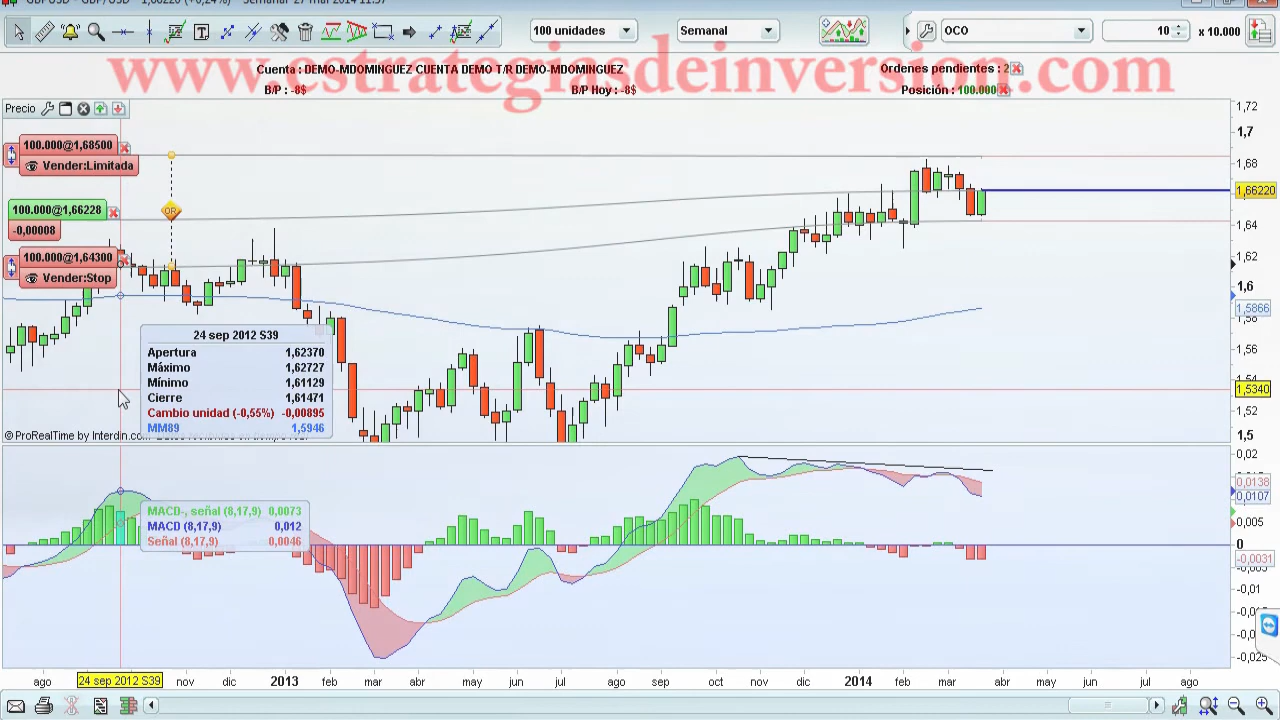 100 unidades
Semanal
OCO
10
x 10.000
www.estrategiasdeinversion.com
Cuenta : DEMO-MDOMINGUEZ CUENTA DEMO T/R DEMO-MDOMINGUEZ
Ordenes pendientes : 2
B/P : -8$
B/P Hoy : -8$
Posición : 100.000
Precio
1,72
1,7
1,68
1,66220
1,64
1,62
1,6
1,5866
1,58
1,56
1,54
1,5340
1,52
1,5
100.000@1,68500
Vender:Limitada
OR
100.000@1,66228
-0,00008
100.000@1,64300
Vender:Stop
24 sep 2012 S39
Apertura 1,62370
Máximo 1,62727
Mínimo 1,61129
Cierre 1,61471
Cambio unidad (-0,55%) -0,00895
MM89 1,5946
© ProRealTime by Interdin.com
0,02
0,0138
0,0107
0,005
0
-0,0031
-0,01
-0,025
MACD-, señal (8,17,9) 0,0073
MACD (8,17,9) 0,012
Señal (8,17,9) 0,0046
ago 24 sep 2012 S39 nov dic 2013 feb mar abr may jun jul ago sep oct nov dic 2014 feb mar abr may jun jul ago